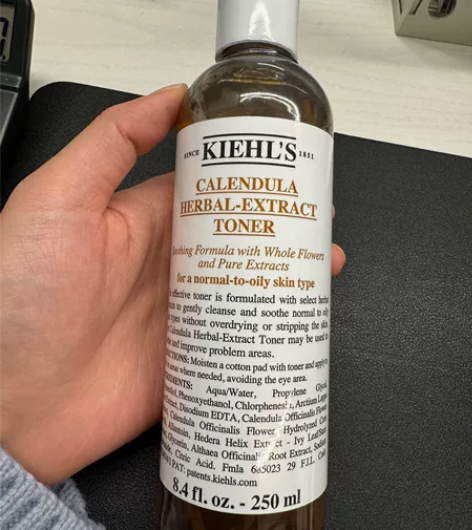 SINCE KIEHL'S 1851
CALENDULA
HERBAL-EXTRACT
TONER
Soothing Formula with Whole Flowers
and Pure Extracts
for a normal-to-oily skin type
effective toner is formulated with select herbal
to gently cleanse and soothe normal to oily
types without overdrying or stripping the skin.
Calendula Herbal-Extract Toner may be used to
and improve problem areas.
Moisten a cotton pad with toner and apply to
areas where needed, avoiding the eye area.
Aqua/Water, Propylene Glycol,
Phenoxyethanol, Chlorphenesin, Arctium Lappa
Disodium EDTA, Calendula Officinalis Flower
Calendula Officinalis Flower, Hydrolyzed
Allantoin, Hedera Helix Extract - Ivy Leaf/
Glycerin, Althaea Officinalis Root Extract, Sodium
Citric Acid. Fmla 685023 29 F.I.L.
PAT: patents.kiehls.com
8.4 fl. oz. - 250 ml